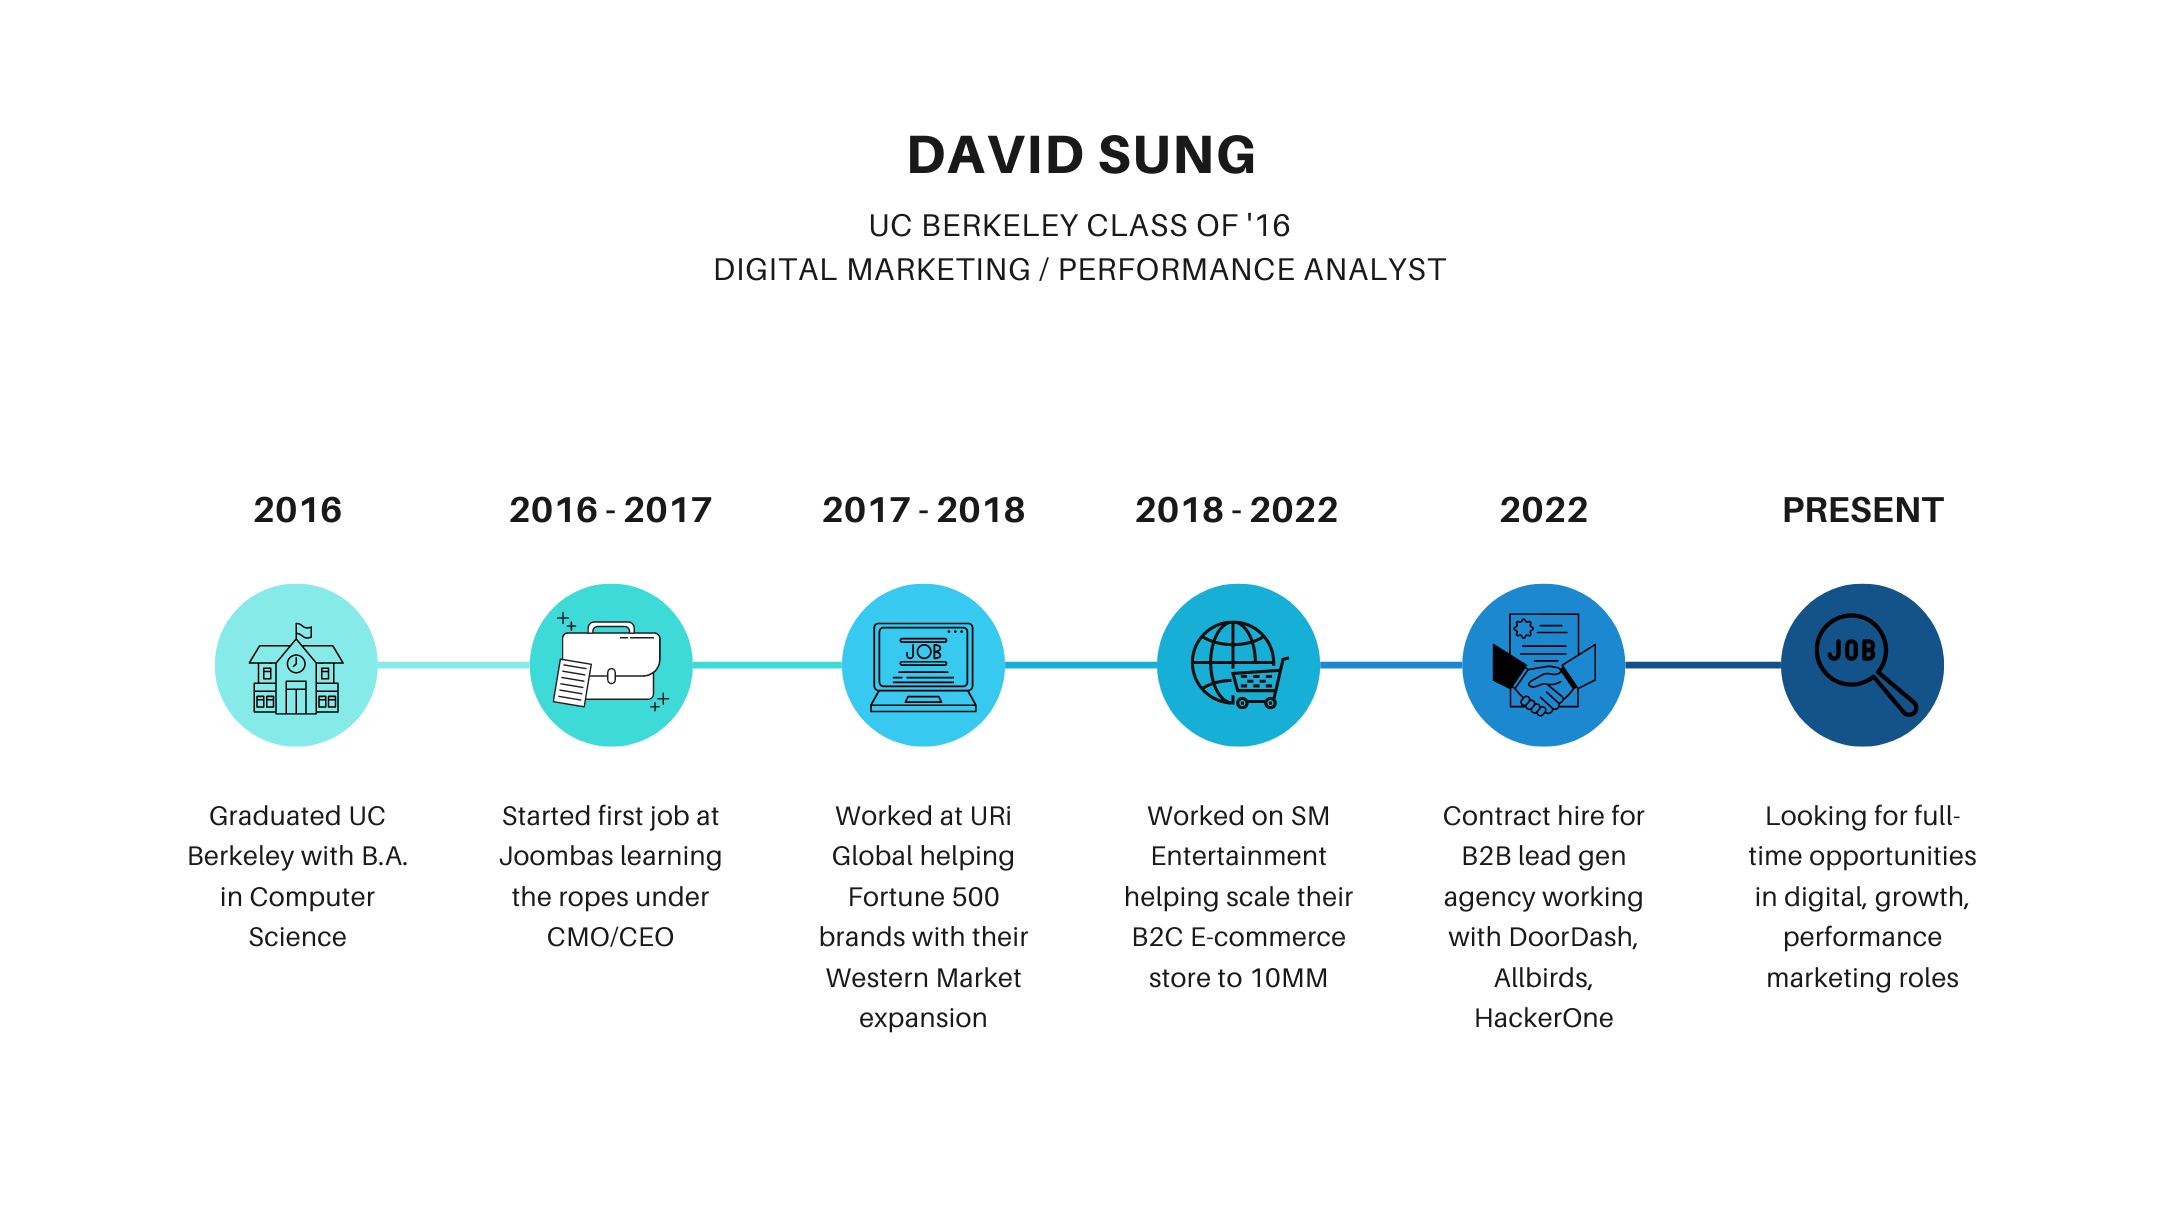 DAVID SUNG
UC BERKELEY CLASS OF '16
DIGITAL MARKETING / PERFORMANCE ANALYST
2016
Graduated UC
Berkeley with B.A.
in Computer
Science
2016 - 2017
Started first job at
Joombas learning
the ropes under
CMO/CEO
2017 - 2018
JOB
Worked at URi
Global helping
Fortune 500
brands with their
Western Market
expansion
2018 - 2022
Worked on SM
Entertainment
helping scale their
B2C E-commerce
store to 10MM
2022
Contract hire for
B2B lead gen
agency working
with DoorDash,
Allbirds,
HackerOne
PRESENT
JOB
Looking for full-
time opportunities
in digital, growth,
performance
marketing roles